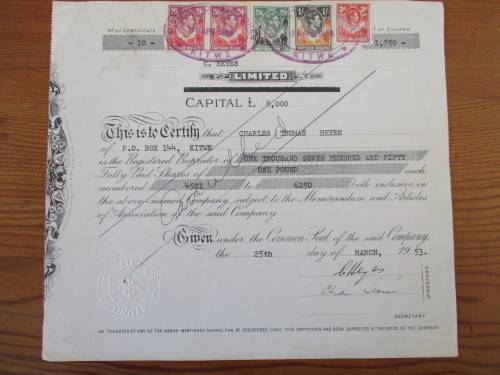 No of Certificate.
No of Shares
- 10 -
1,750 -
KITWE
KITWE
C. HEYES
LIMITED
CAPITAL £ 8,000
This is to Certify that CHARLES THOMAS HEYES
of P.O. BOX 144, KITWE
is the Registered Proprietor of ONE THOUSAND SEVEN HUNDRED AND FIFTY
Fully Paid Shares of ONE POUND each,
numbered 4501 to 6250 both inclusive, in
the above-named Company, subject to the Memorandum and Articles
of Association of the said Company.
Cancelled
Given under the Common Seal of the said Company,
the 25th day of MARCH, 1953.
C Heyes
DIRECTORS
LIMITED
SECRETARY
NO TRANSFER BY ANY OF THE ABOVE-MENTIONED SHARES CAN BE REGISTERED UNTIL THIS CERTIFICATE HAS BEEN DEPOSITED AT THE OFFICE OF THE COMPANY